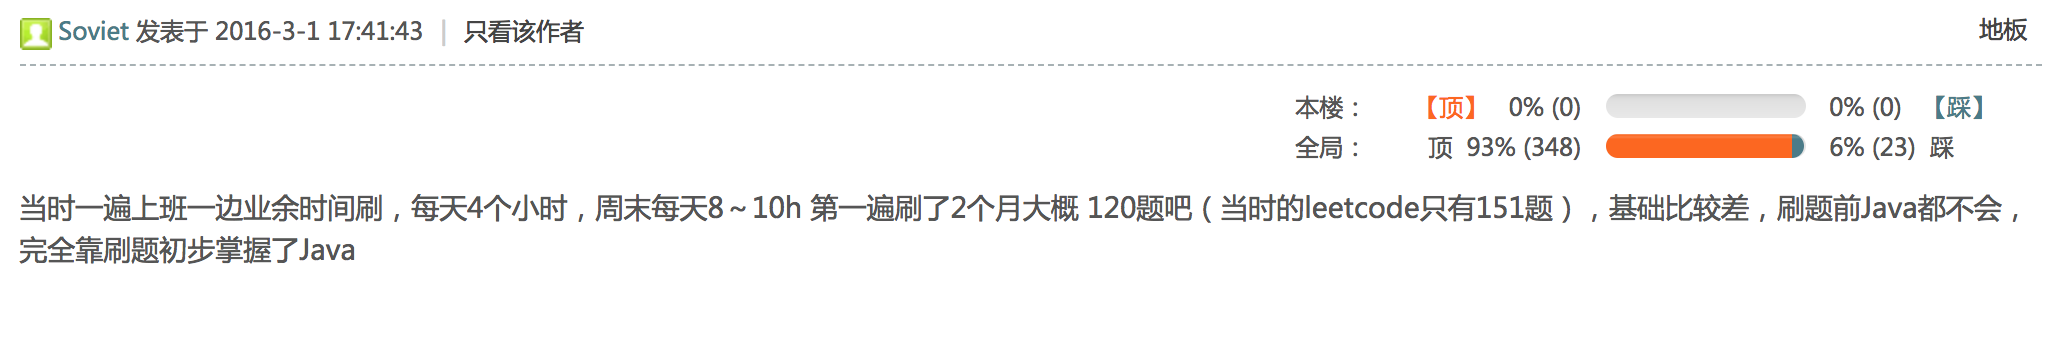 Soviet 发表于 2016-3-1 17:41:43 | 只看该作者 地板
本楼： 【顶】 0% (0) 0% (0) 【踩】
全局： 顶 93% (348) 6% (23) 踩
当时一遍上班一边业余时间刷，每天4个小时，周末每天8～10h 第一遍刷了2个月大概 120题吧（当时的leetcode只有151题），基础比较差，刷题前Java都不会，
完全靠刷题初步掌握了Java